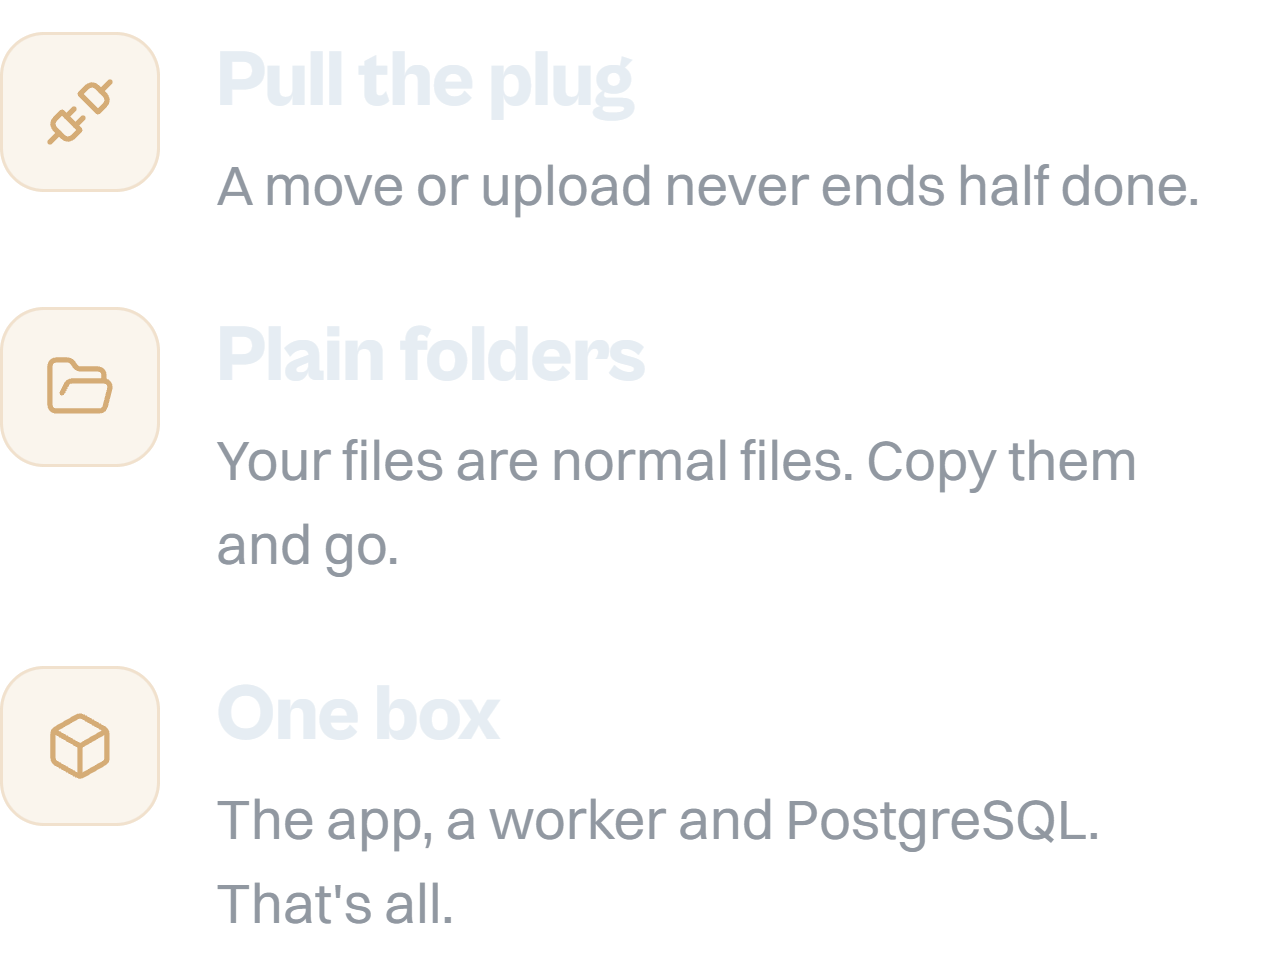 Pull the plug
A move or upload never ends half done.
Plain folders
Your files are normal files. Copy them
and go.
One box
The app, a worker and PostgreSQL.
That's all.